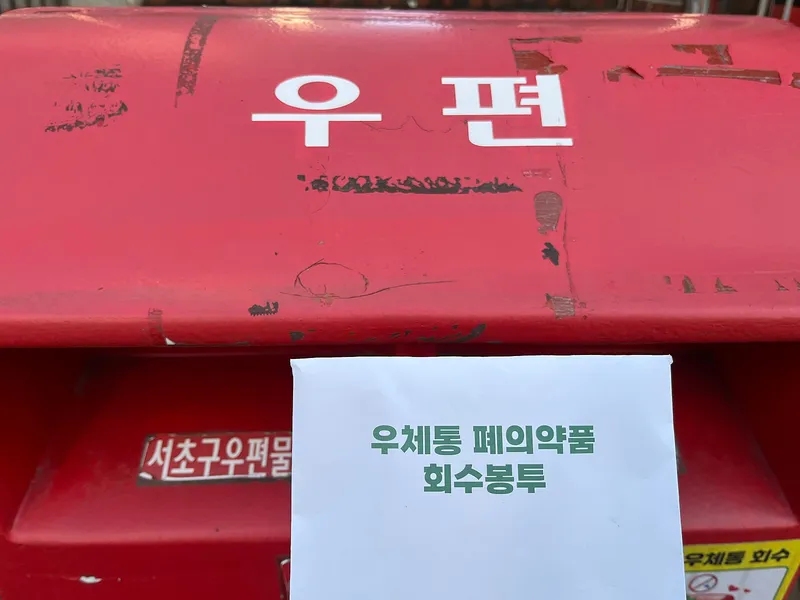 우편
서초구우편물
우체통 폐의약품
회수봉투
우체통 회수